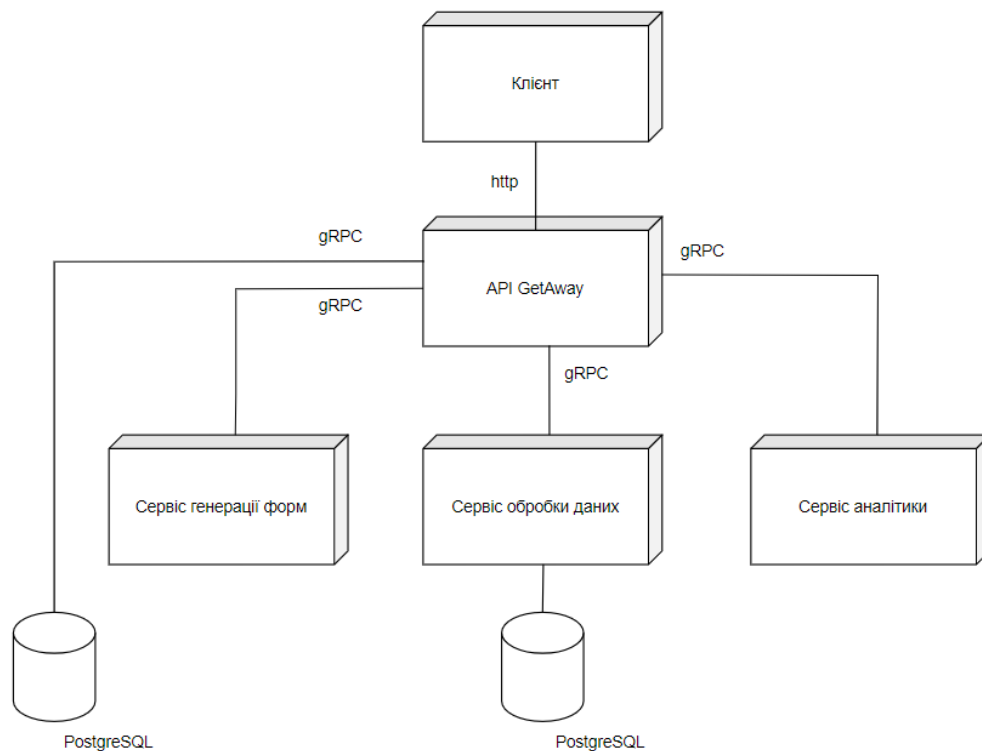 Клієнт
http
gRPC
gRPC
API GetAway
gRPC
gRPC
Сервіс генерації форм
Сервіс обробки даних
Сервіс аналітики
PostgreSQL
PostgreSQL